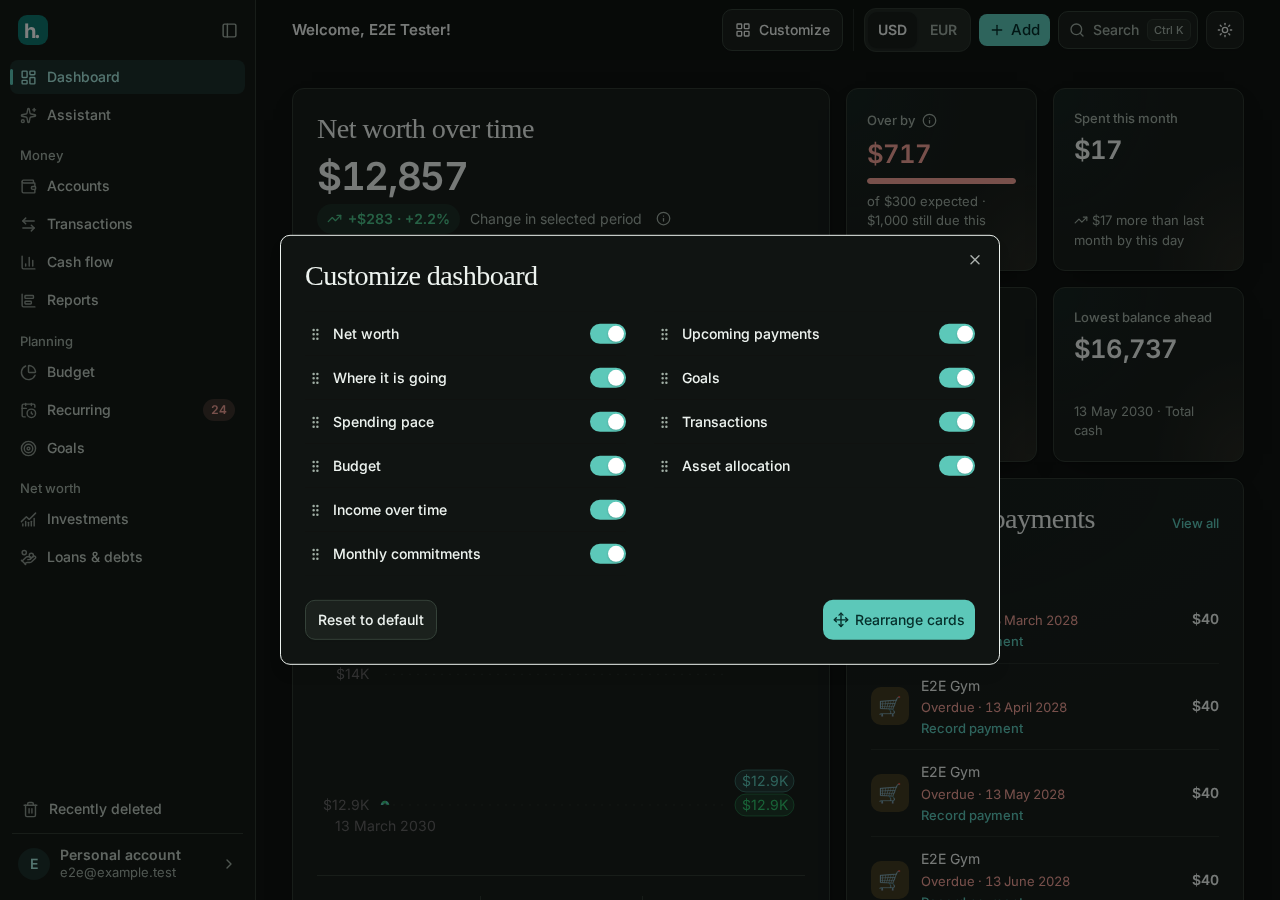 h.
Dashboard
Assistant
Money
Accounts
Transactions
Cash flow
Reports
Planning
Budget
Recurring
24
Goals
Net worth
Investments
Loans & debts
Recently deleted
E
Personal account
e2e@example.test
Welcome, E2E Tester!
Customize
USD
EUR
Add
Search
Ctrl K
Net worth over time
$12,857
+$283 · +2.2%
Change in selected period
Over by
$717
of $300 expected ·
$1,000 still due this
Spent this month
$17
$17 more than last
month by this day
Lowest balance ahead
$16,737
13 May 2030 · Total
cash
Customize dashboard
Net worth
Where it is going
Spending pace
Budget
Income over time
Monthly commitments
Upcoming payments
Goals
Transactions
Asset allocation
Reset to default
Rearrange cards
$14K
$12.9K
13 March 2030
$12.9K
$12.9K
payments
View all
March 2028
$40
E2E Gym
Overdue · 13 April 2028
Record payment
$40
E2E Gym
Overdue · 13 May 2028
Record payment
$40
E2E Gym
Overdue · 13 June 2028
$40